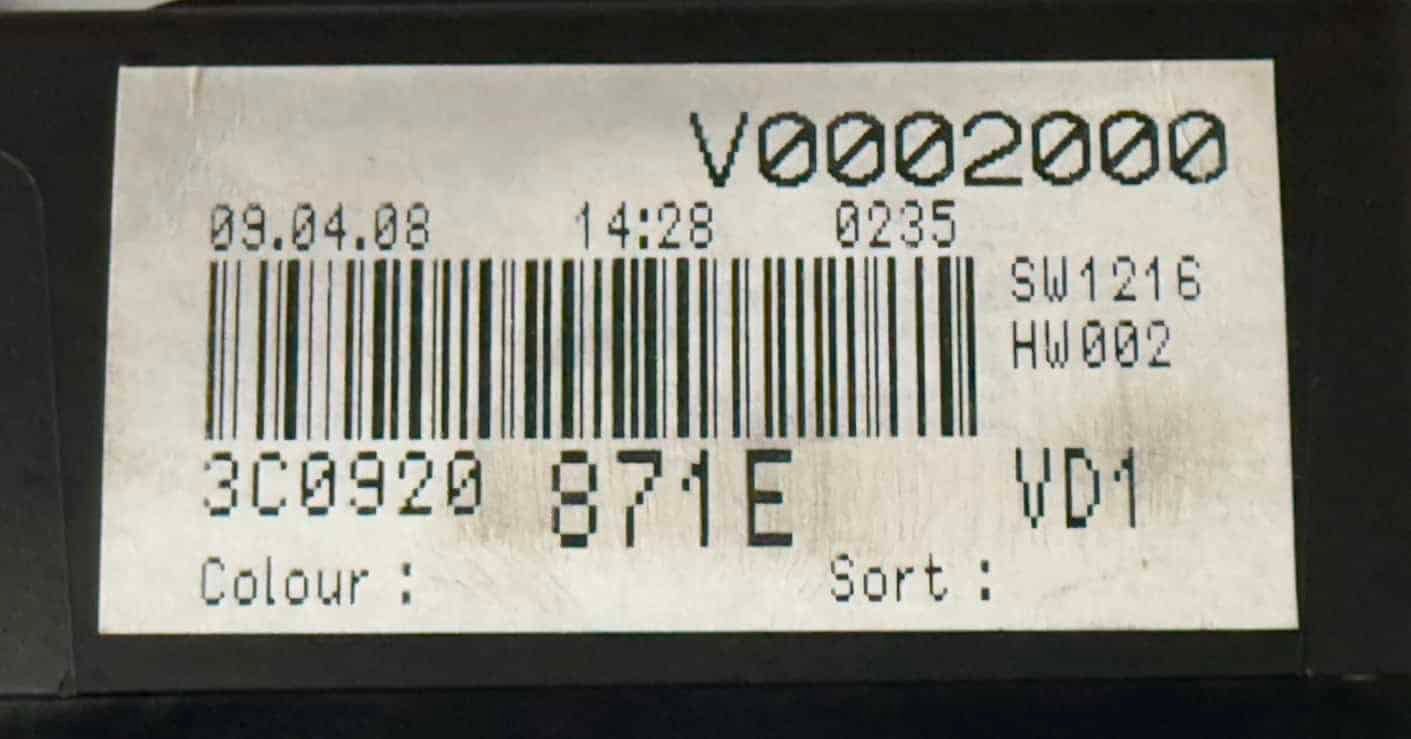 V0002000
09.04.08 14:28 0235
SW1216
HW002
3C0920 871E VD1
Colour : Sort :